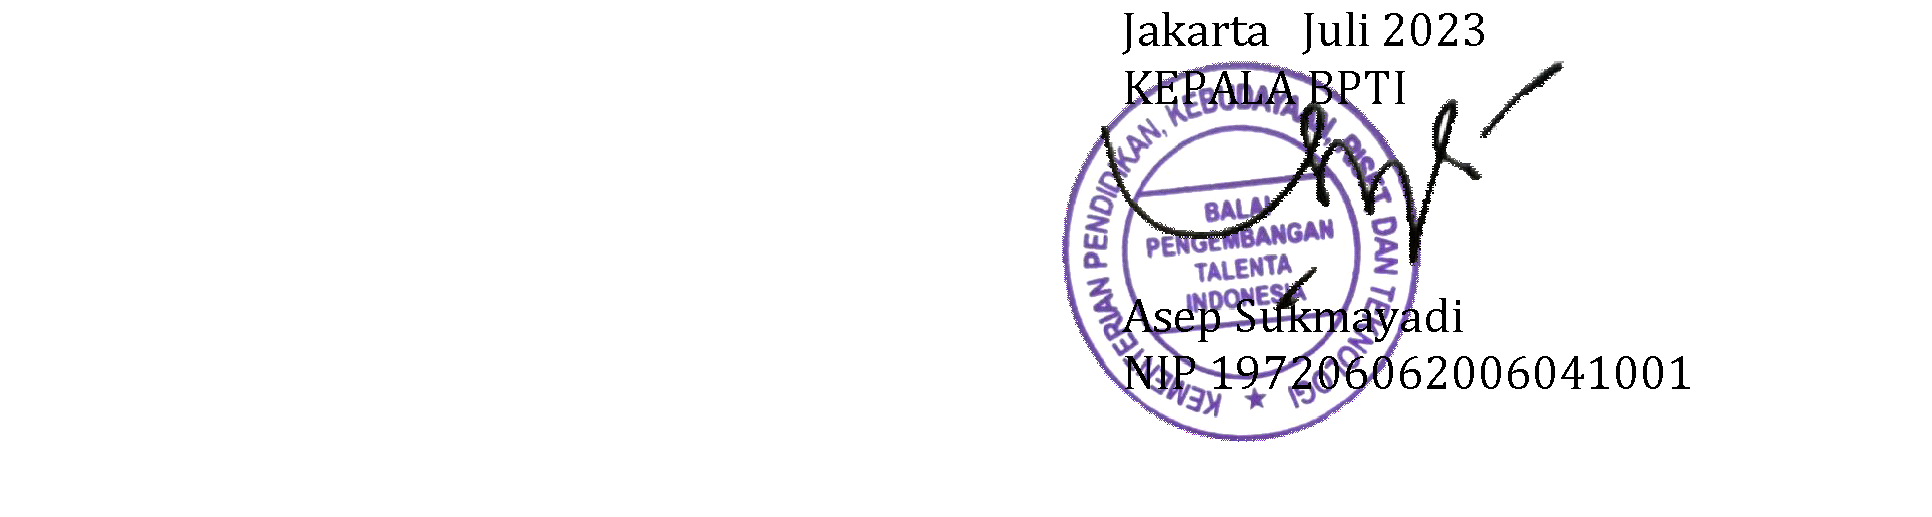 Jakarta   Juli 2023
KEPALA BPTI
KEMENTERIAN PENDIDIKAN, KEBUDAYAAN, RISET DAN TEKNOLOGI
BALAI
PENGEMBANGAN
TALENTA
INDONESIA
Asep Sukmayadi
NIP 197206062006041001